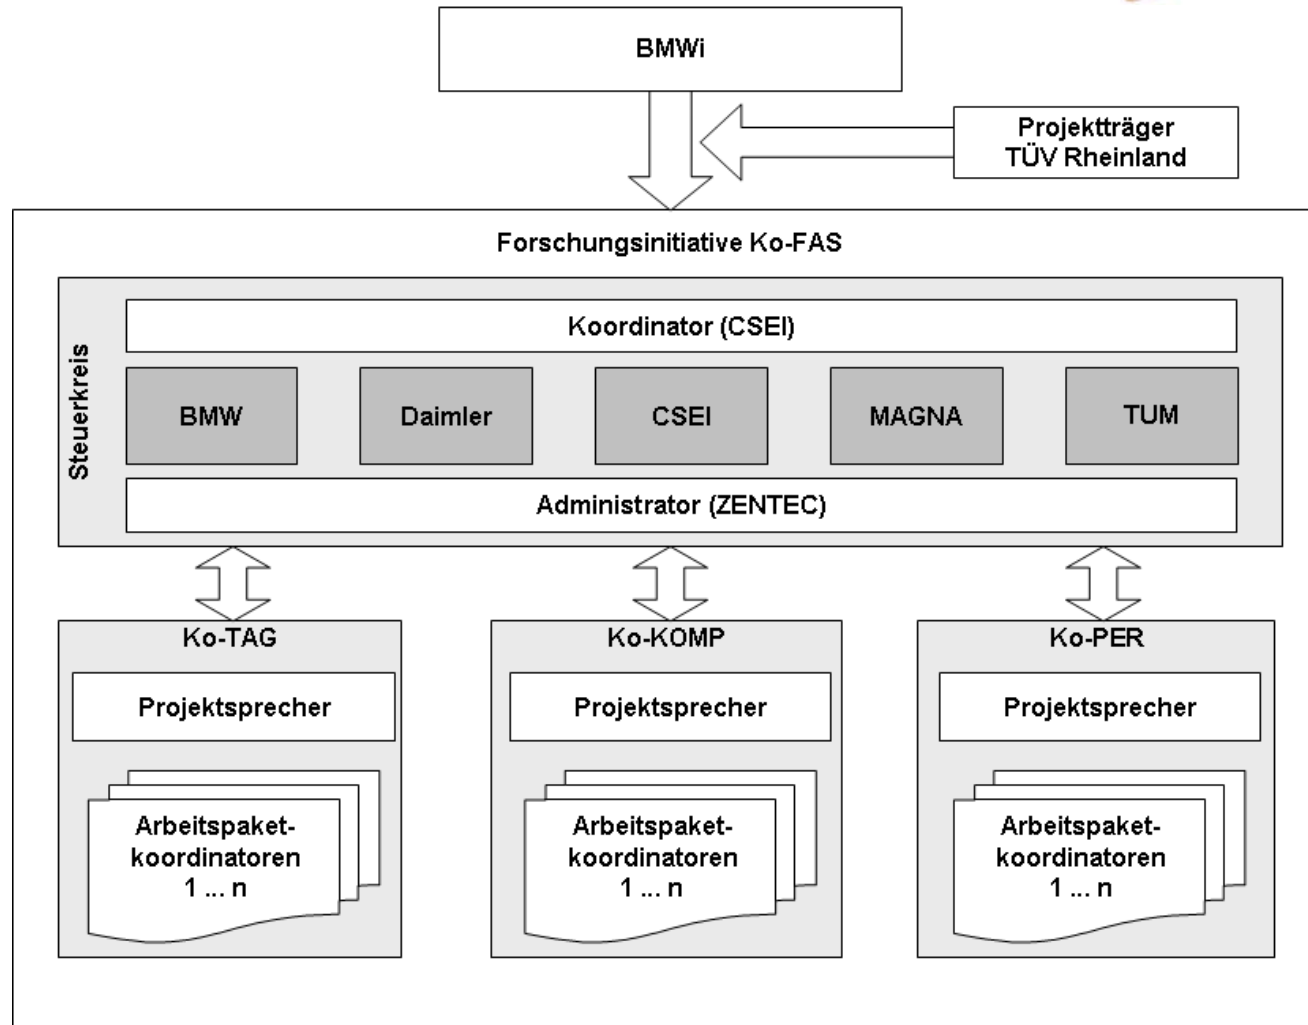 BMWi
Projektträger
TÜV Rheinland
Forschungsinitiative Ko-FAS
Steuerkreis
Koordinator (CSEI)
BMW
Daimler
CSEI
MAGNA
TUM
Administrator (ZENTEC)
Ko-TAG
Projektsprecher
Arbeitspaket-
koordinatoren
1 ... n
Ko-KOMP
Projektsprecher
Arbeitspaket-
koordinatoren
1 ... n
Ko-PER
Projektsprecher
Arbeitspaket-
koordinatoren
1 ... n